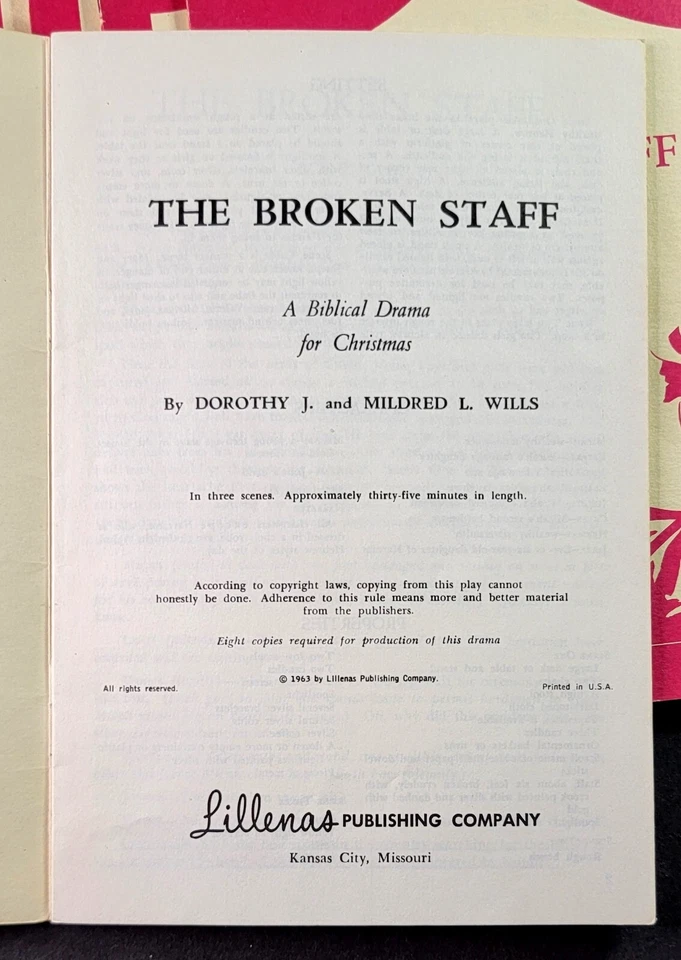 THE BROKEN STAFF
A Biblical Drama
for Christmas
By DOROTHY J. and MILDRED L. WILLS
In three scenes. Approximately thirty-five minutes in length.
According to copyright laws, copying from this play cannot
honestly be done. Adherence to this rule means more and better material
from the publishers.
Eight copies required for production of this drama
© 1963 by Lillenas Publishing Company.
All rights reserved.
Printed in U.S.A.
Lillenas PUBLISHING COMPANY
Kansas City, Missouri
FF